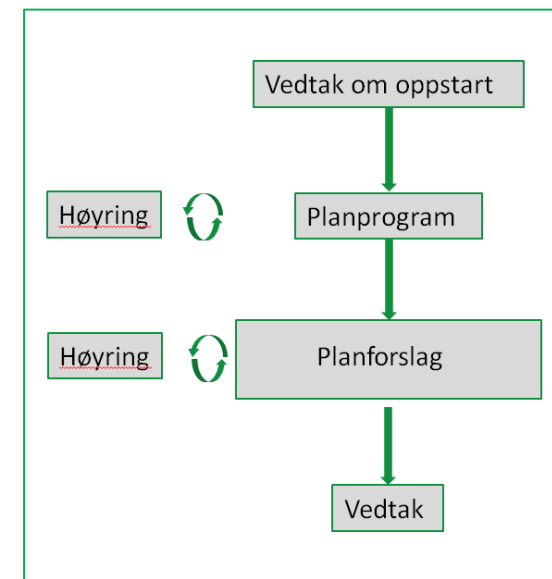 Vedtak om oppstart
Høyring
Planprogram
Høyring
Planforslag
Vedtak